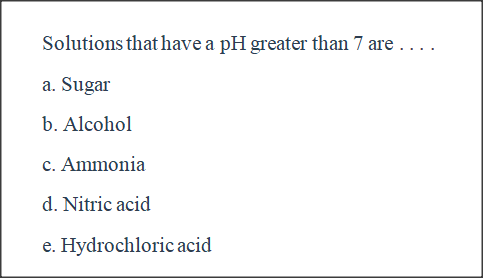 Solutions that have a pH greater than 7 are . . . .
a. Sugar
b. Alcohol
c. Ammonia
d. Nitric acid
e. Hydrochloric acid